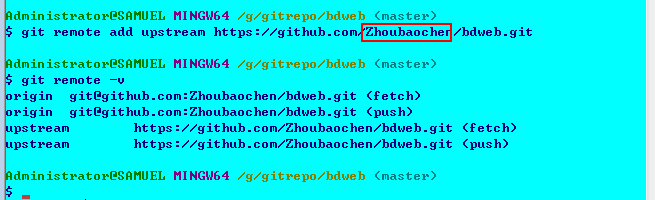 Administrator@SAMUEL MINGW64 /g/gitrepo/bdweb (master)
$ git remote add upstream https://github.com/Zhoubaochen/bdweb.git
Administrator@SAMUEL MINGW64 /g/gitrepo/bdweb (master)
$ git remote -v
origin  git@github.com:Zhoubaochen/bdweb.git (fetch)
origin  git@github.com:Zhoubaochen/bdweb.git (push)
upstream        https://github.com/Zhoubaochen/bdweb.git (fetch)
upstream        https://github.com/Zhoubaochen/bdweb.git (push)
Administrator@SAMUEL MINGW64 /g/gitrepo/bdweb (master)
$